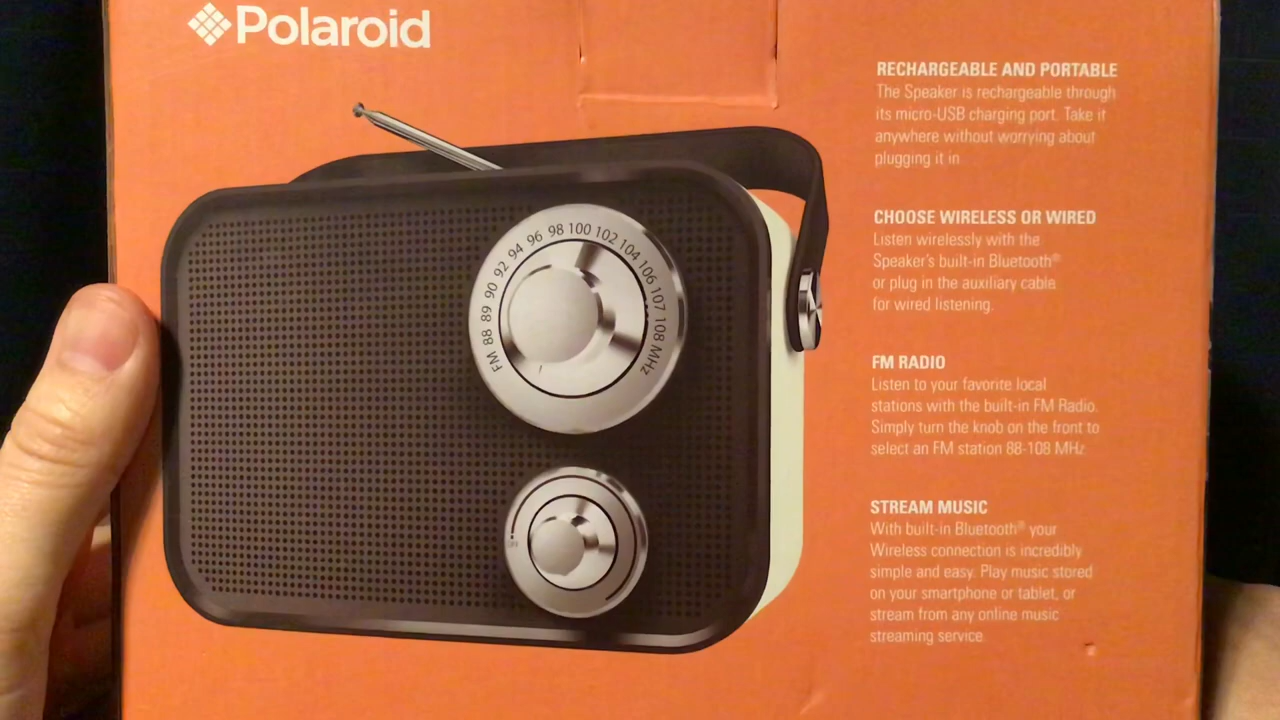 Polaroid
RECHARGEABLE AND PORTABLE
The Speaker is rechargeable through
its micro-USB charging port. Take it
anywhere without worrying about
plugging it in
CHOOSE WIRELESS OR WIRED
Listen wirelessly with the
Speaker's built-in Bluetooth®
or plug in the auxiliary cable
for wired listening.
FM RADIO
Listen to your favorite local
stations with the built-in FM Radio.
Simply turn the knob on the front to
select an FM station 88-108 MHz
STREAM MUSIC
With built-in Bluetooth® your
Wireless connection is incredibly
simple and easy. Play music stored
on your smartphone or tablet, or
stream from any online music
streaming service
FM 88 89 90 92 94 96 98 100 102 104 106 107 108 MHz